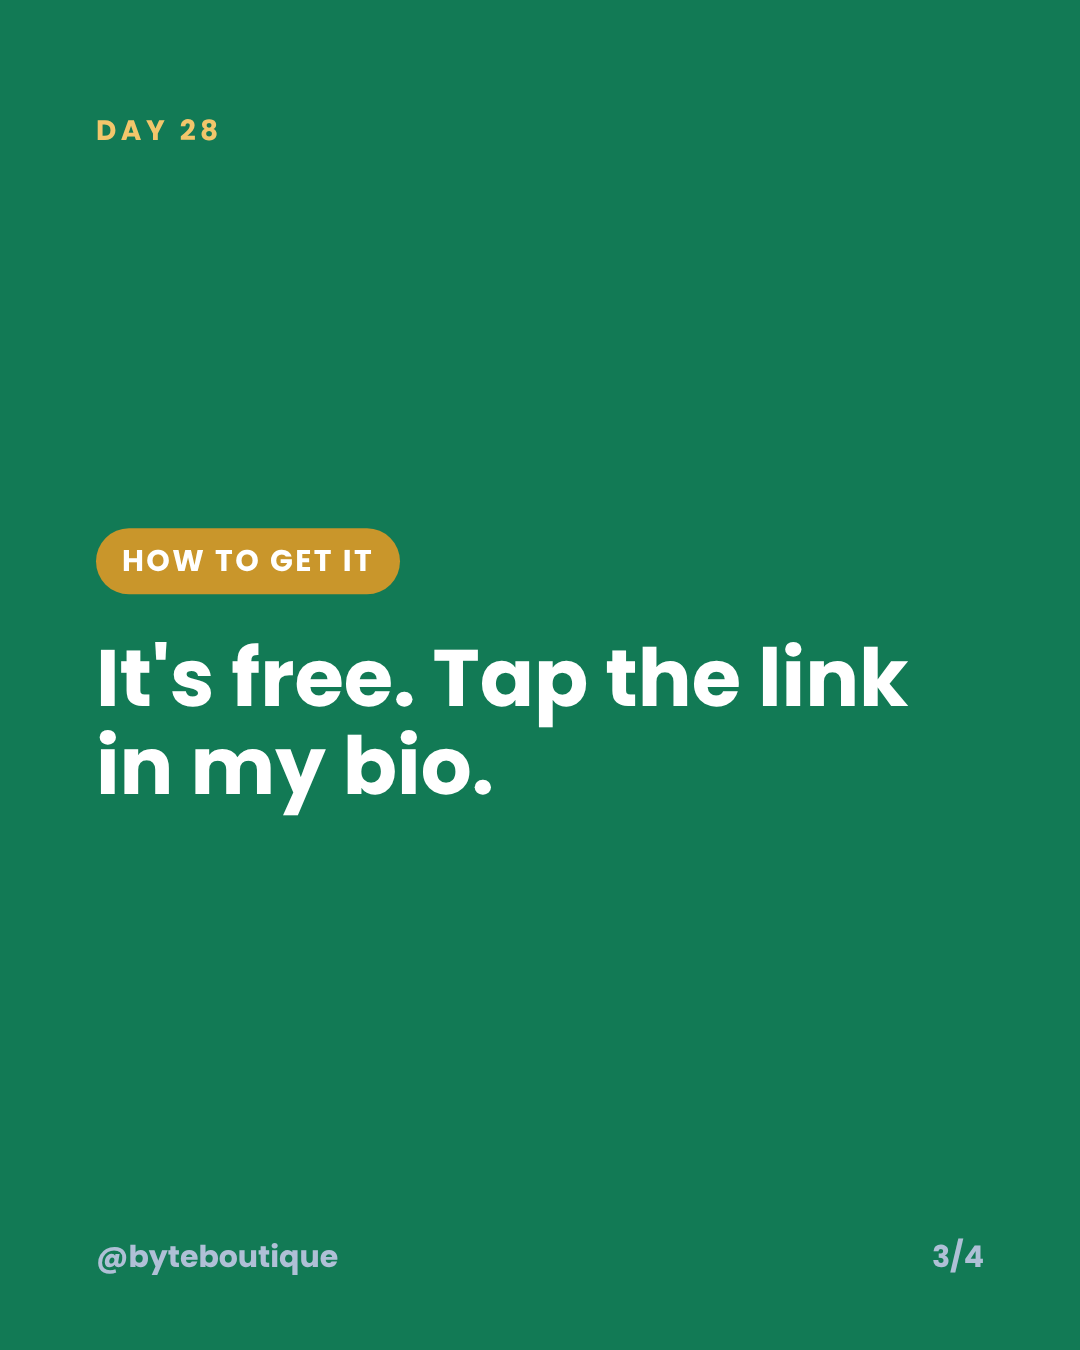 DAY 28
HOW TO GET IT
It's free. Tap the link
in my bio.
@byteboutique
3/4